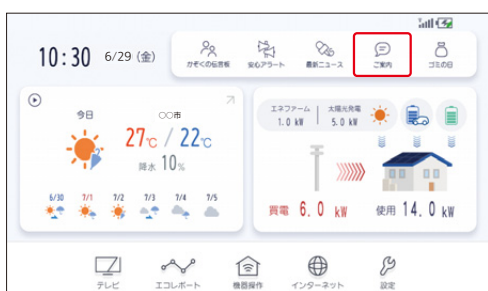 10:30 6/29 (金)
かぞくの伝言板 安心アラート 最新ニュース ご案内 ゴミの日
今日 〇〇市
27℃ / 22℃
降水 10%
6/30 7/1 7/2 7/3 7/4 7/5
エネファーム 太陽光発電
1.0 kW 5.0 kW
買電 6.0 kW 使用 14.0 kW
テレビ エコレポート 機器操作 インターネット 設定